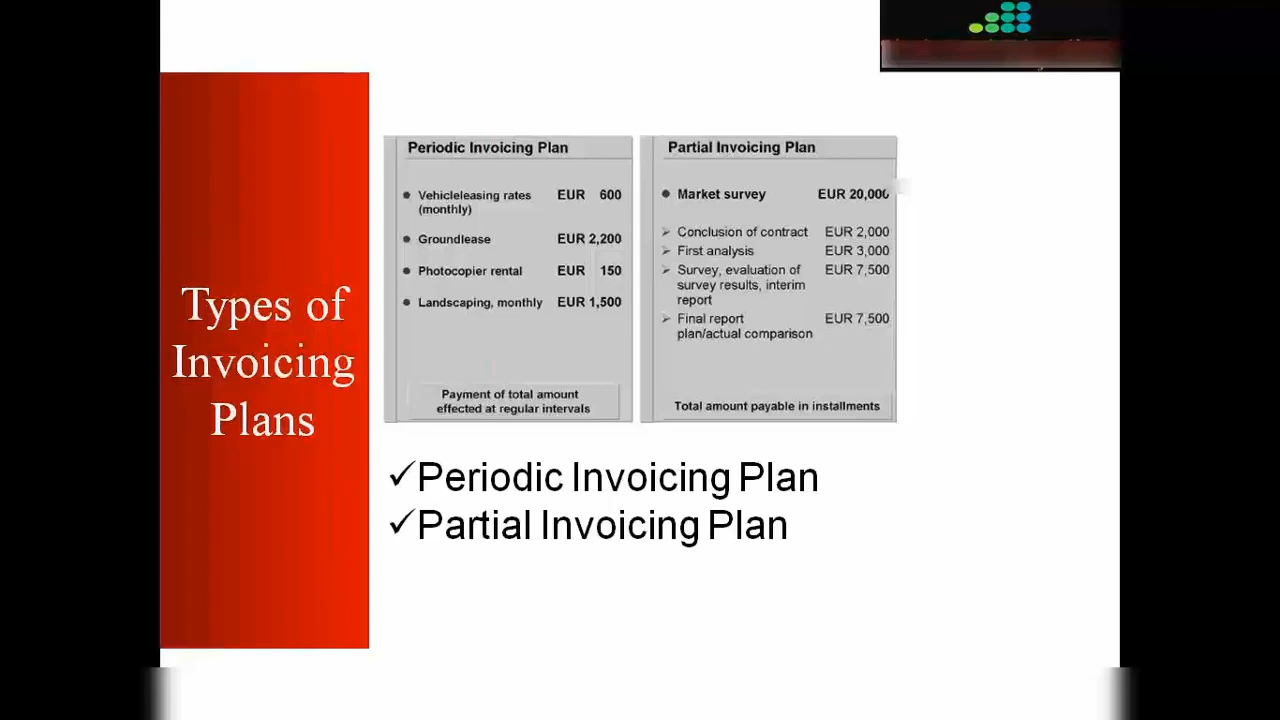 Types of
Invoicing
Plans
Periodic Invoicing Plan
Vehicleleasing rates EUR 600
(monthly)
Groundlease EUR 2,200
Photocopier rental EUR 150
Landscaping, monthly EUR 1,500
Payment of total amount
effected at regular intervals
Partial Invoicing Plan
Market survey EUR 20,000
Conclusion of contract EUR 2,000
First analysis EUR 3,000
Survey, evaluation of EUR 7,500
survey results, interim
report
Final report EUR 7,500
plan/actual comparison
Total amount payable in installments
✓Periodic Invoicing Plan
✓Partial Invoicing Plan